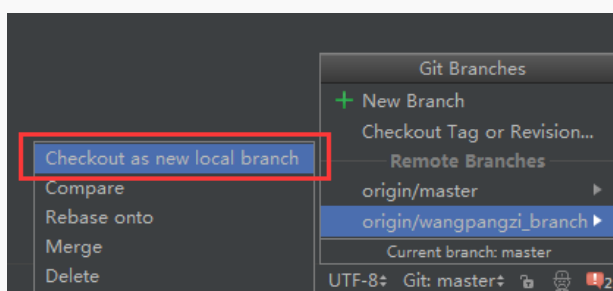 Git Branches
+ New Branch
Checkout Tag or Revision...
Remote Branches
origin/master
origin/wangpangzi_branch
Current branch: master
Checkout as new local branch
Compare
Rebase onto
Merge
Delete
UTF-8 Git: master 2